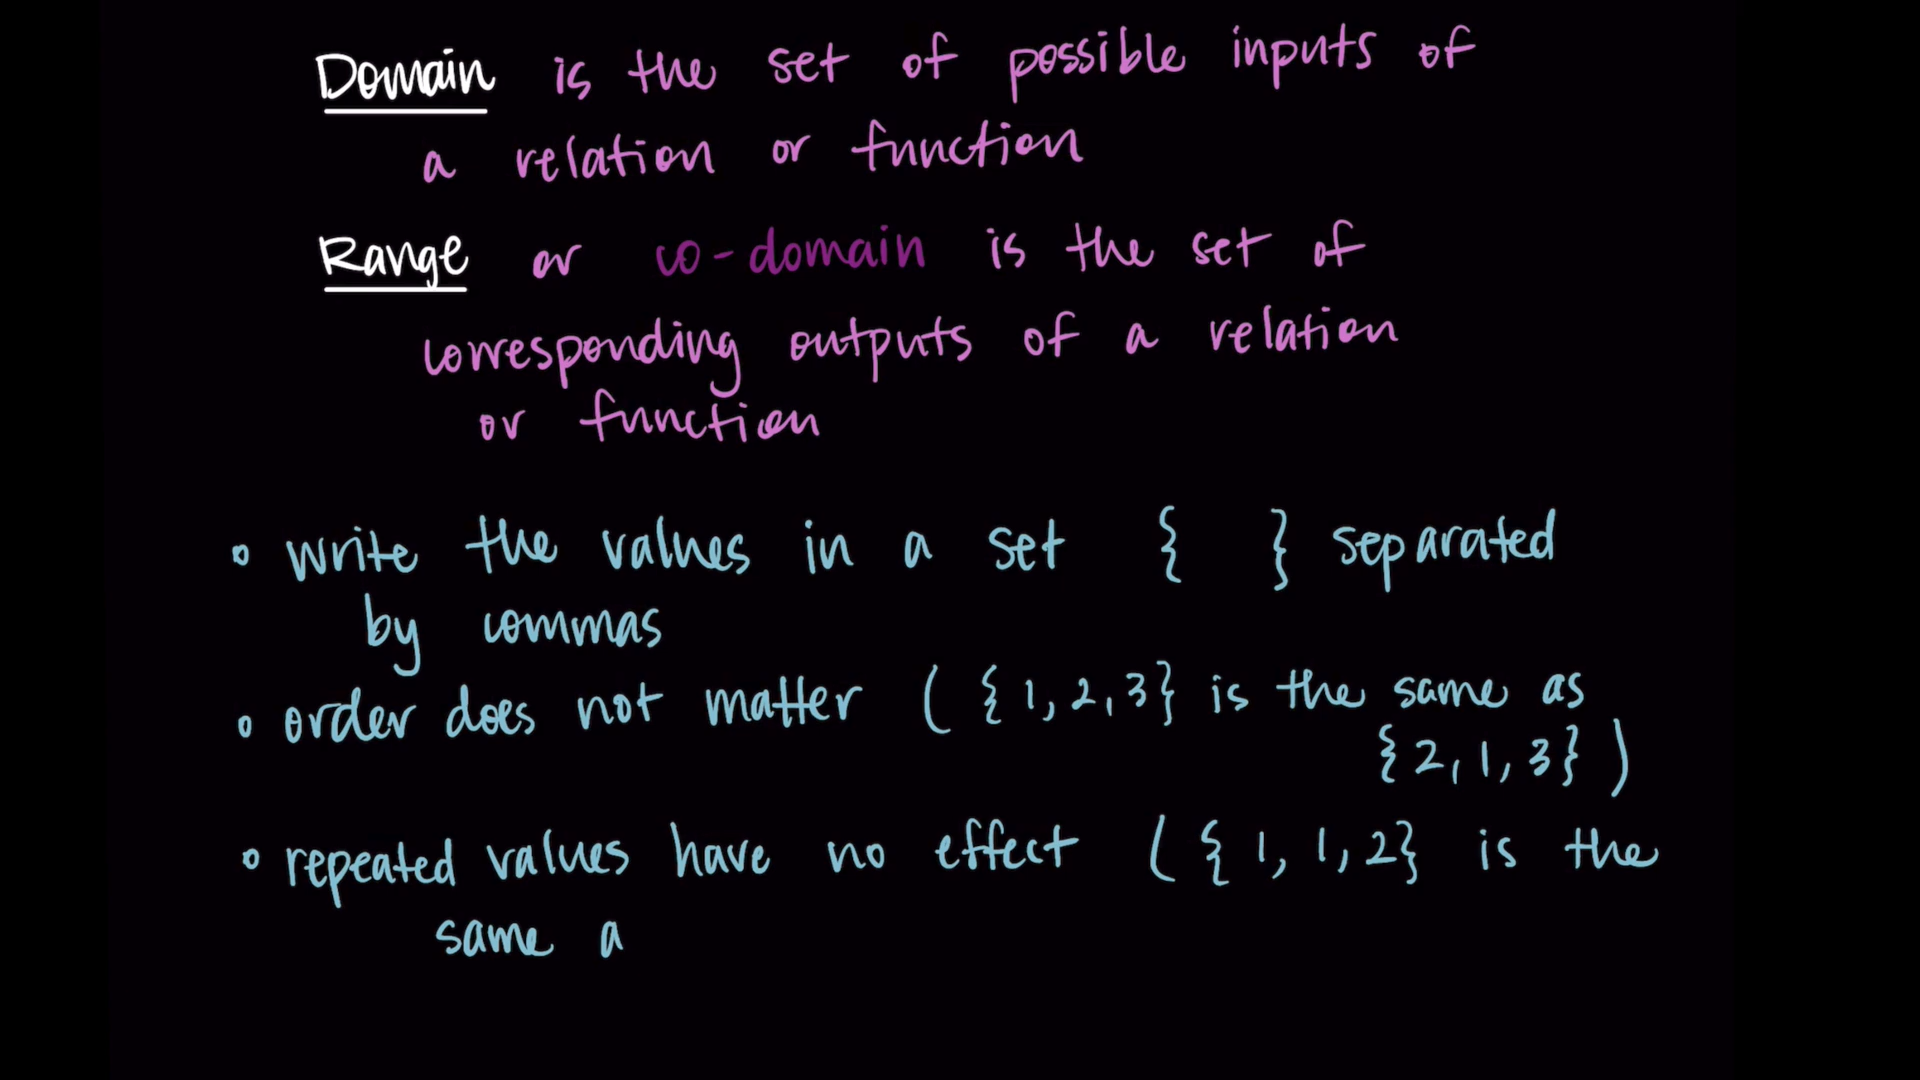 Domain is the set of possible inputs of
a relation or function
Range or co-domain is the set of
corresponding outputs of a relation
or function
• write the values in a set { } separated
by commas
• order does not matter ( {1, 2, 3} is the same as
{2, 1, 3} )
• repeated values have no effect ( {1, 1, 2} is the
same a